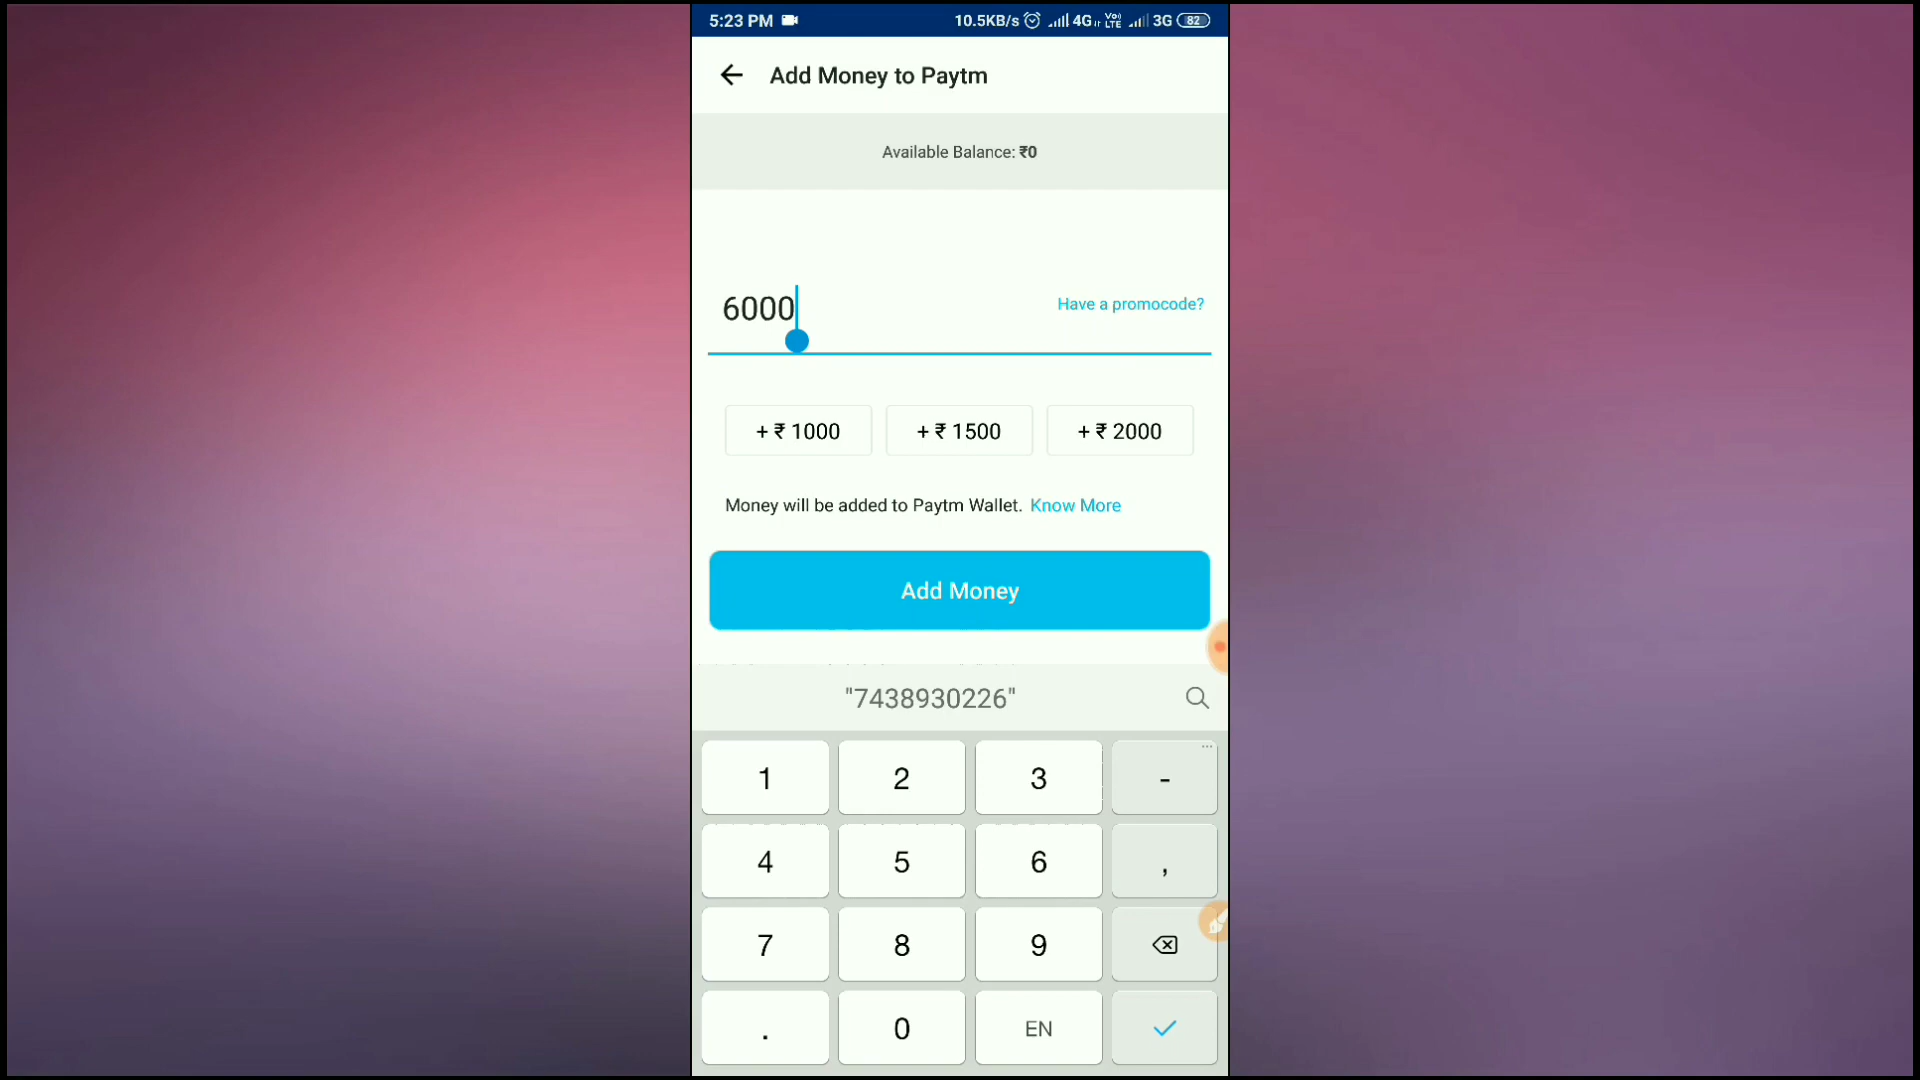 5:23 PM 10.5KB/s 4G Vo) LTE 3G 82
Add Money to Paytm
Available Balance: ₹0
6000 Have a promocode?
+ ₹ 1000 + ₹ 1500 + ₹ 2000
Money will be added to Paytm Wallet. Know More
Add Money
"7438930226"
1 2 3 -
4 5 6 ,
7 8 9
. 0 EN